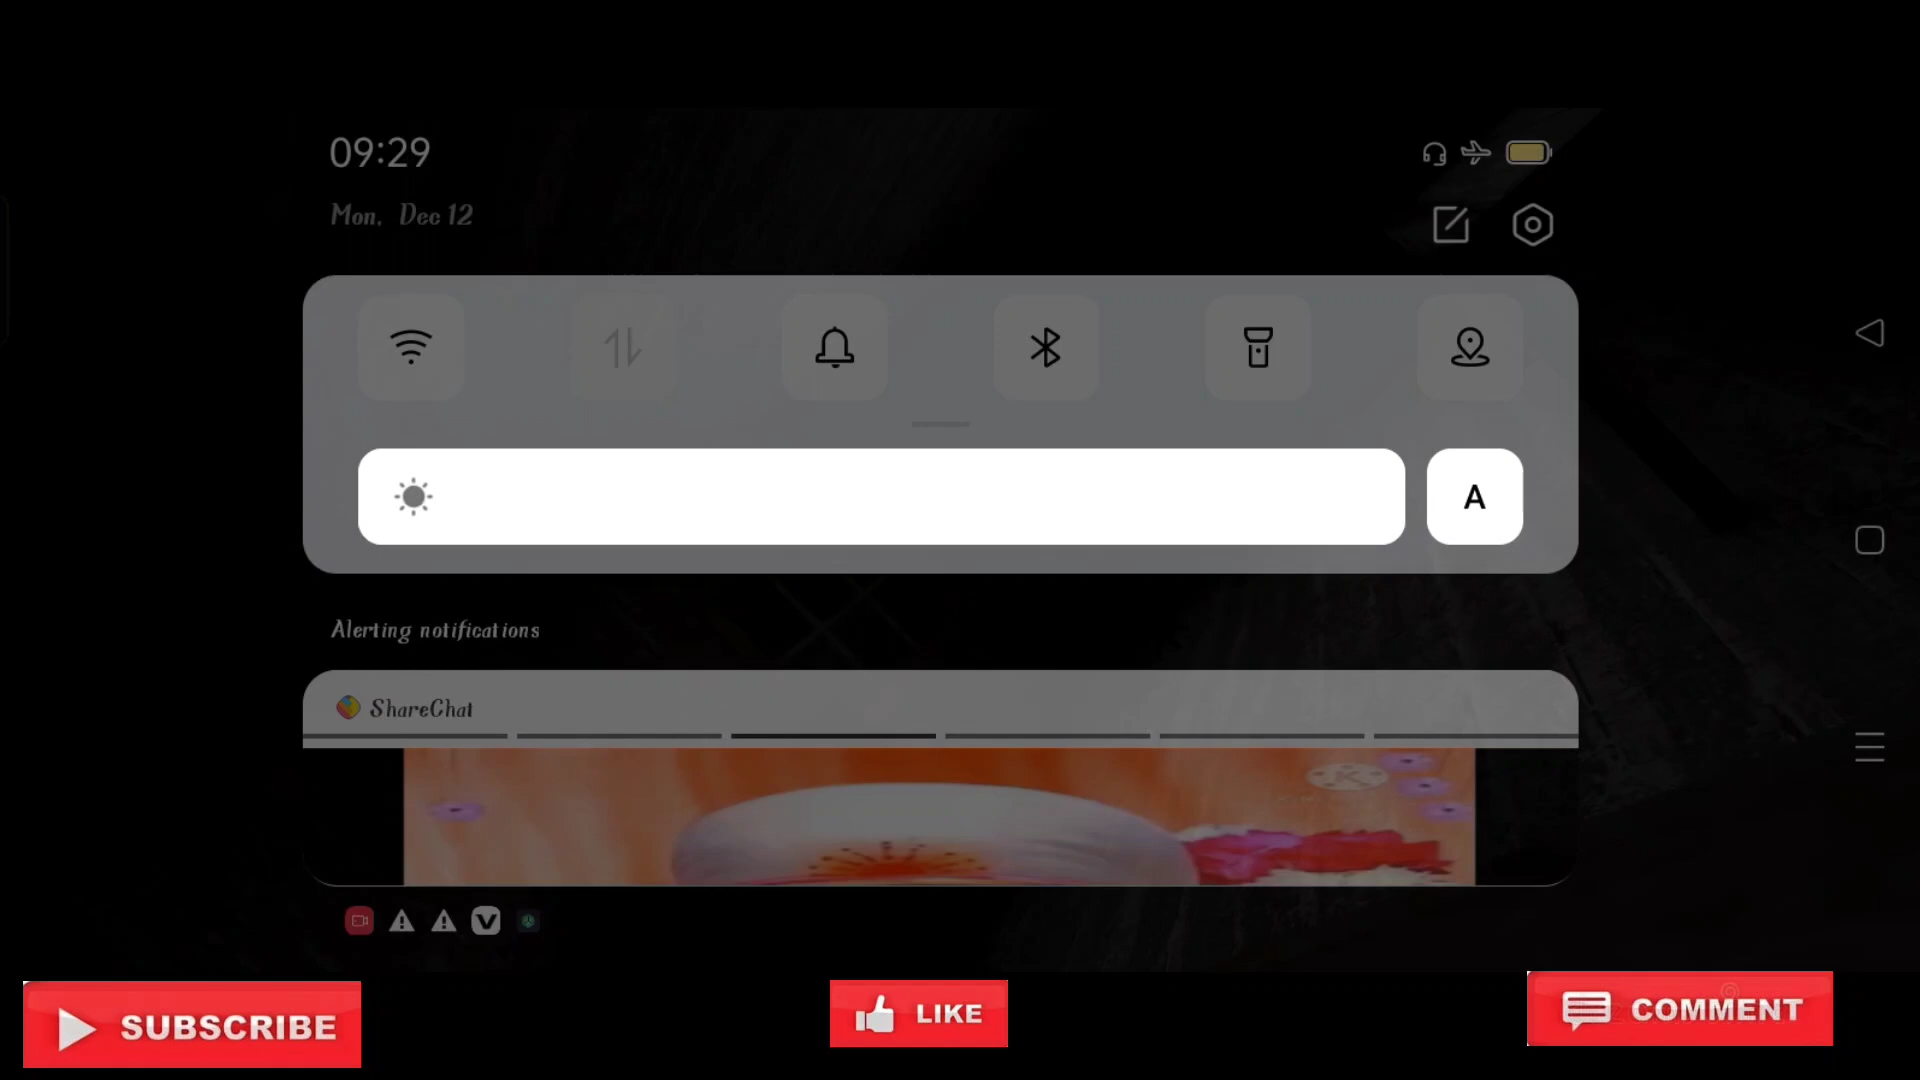 09:29
Mon, Dec 12
A
Alerting notifications
ShareChat
SUBSCRIBE
LIKE
COMMENT